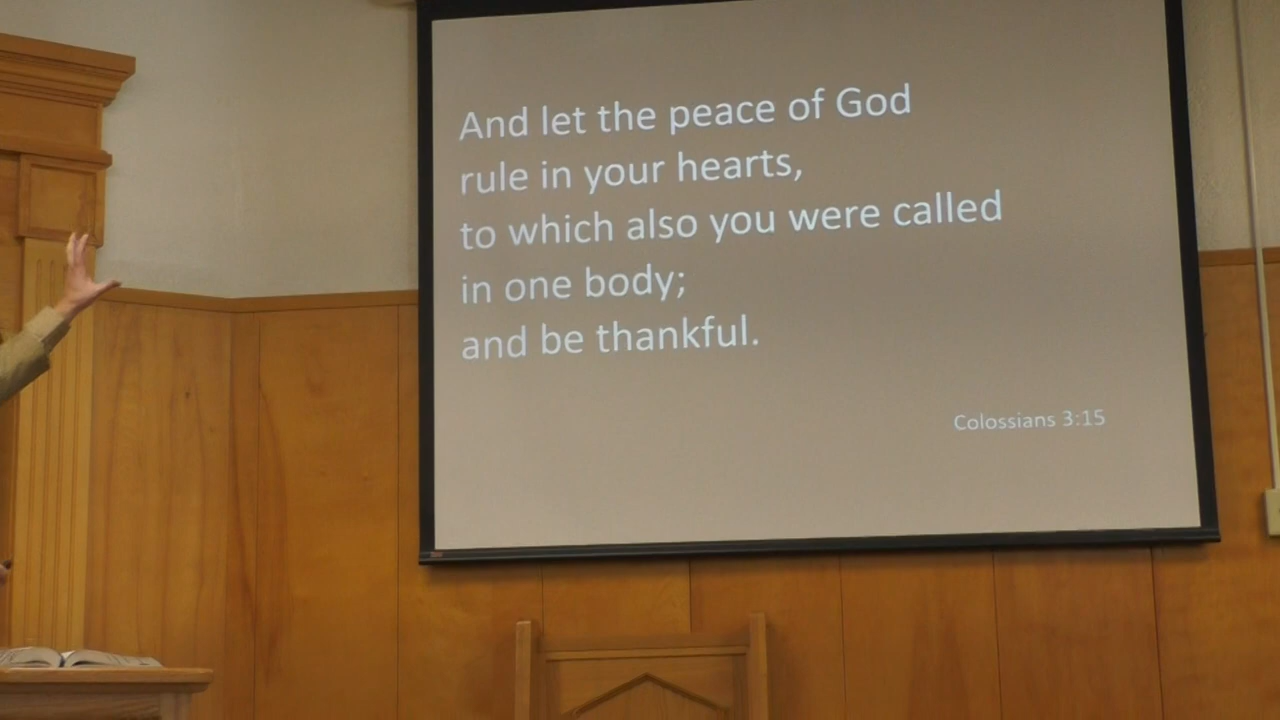 And let the peace of God
rule in your hearts,
to which also you were called
in one body;
and be thankful.
Colossians 3:15